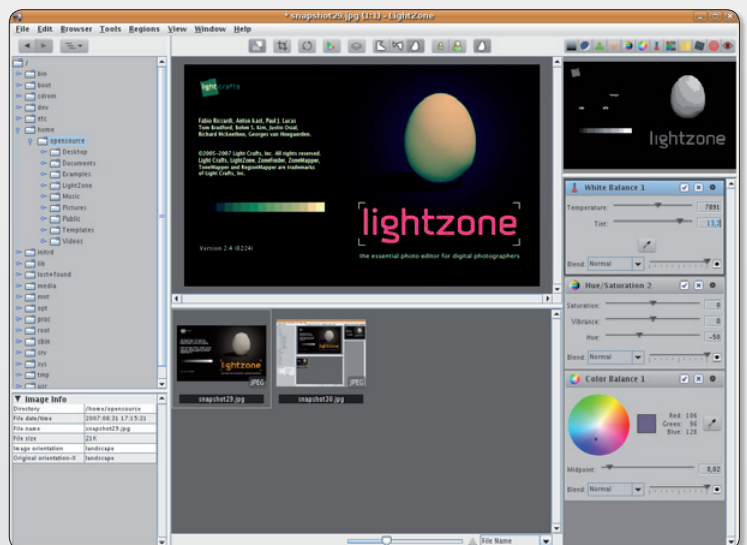 * snapshot29.jpg (1:1) - LightZone
File Edit Browser Tools Regions View Window Help
/
bin
boot
cdrom
dev
etc
home
opensource
Desktop
Documents
Examples
LightZone
Music
Pictures
Public
Templates
Videos
initrd
lib
lost+found
media
mnt
opt
proc
root
sbin
srv
sys
tmp
usr
Image Info
Directory /home/opensource
File date/time 2007:08:31 17:15:21
File name snapshot29.jpg
File size 21K
Image orientation landscape
Original orientation-X landscape
lightcrafts
Fabio Riccardi, Anton Kast, Paul J. Lucas
Tom Bradford, Bohm S. Kim, Justin Ossai,
Richard McKeethen, Georges van Hoegaerden.
©2005-2007 Light Crafts, Inc. All rights reserved.
Light Crafts, LightZone, ZoneFinder, ZoneMapper,
ToneMapper and RegionMapper are trademarks
of Light Crafts, Inc.
lightzone
Version 2.4 (8224)
the essential photo editor for digital photographers
JPEG
snapshot29.jpg
JPEG
snapshot30.jpg
File Name
lightzone
White Balance 1
Temperature: 7891
Tint: 13,2
Blend: Normal
Hue/Saturation 2
Saturation: 0
Vibrance: 0
Hue: -50
Blend: Normal
Color Balance 1
Red: 106
Green: 96
Blue: 128
Midpoint: 0,02
Blend: Normal